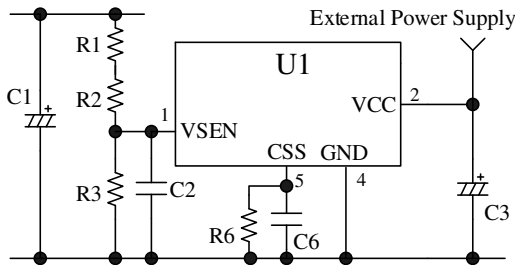 External Power Supply
R1
U1
R2
C1
1
2
VCC
VSEN
CSS
GND
R3
C2
5
4
C3
R6
C6